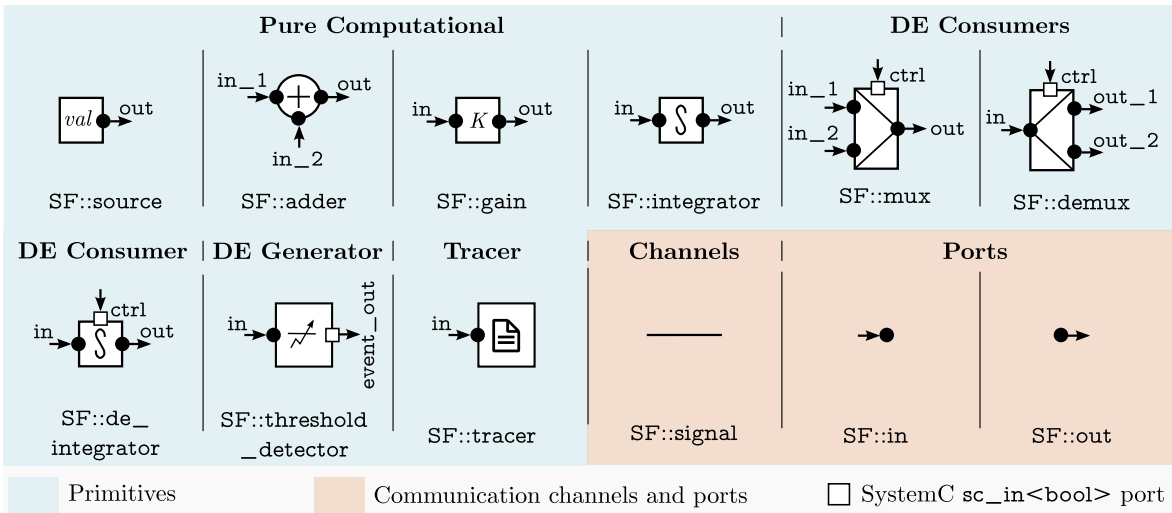 Pure Computational
DE Consumers
val
out
SF::source
in_1
+
out
in_2
SF::adder
in
K
out
SF::gain
in
∫
out
SF::integrator
ctrl
in_1
in_2
out
SF::mux
ctrl
in
out_1
out_2
SF::demux
DE Consumer
DE Generator
Tracer
Channels
Ports
ctrl
in
∫
out
SF::de_
integrator
in
event_out
SF::threshold
_detector
in
SF::tracer
SF::signal
SF::in
SF::out
Primitives
Communication channels and ports
SystemC sc_in<bool> port